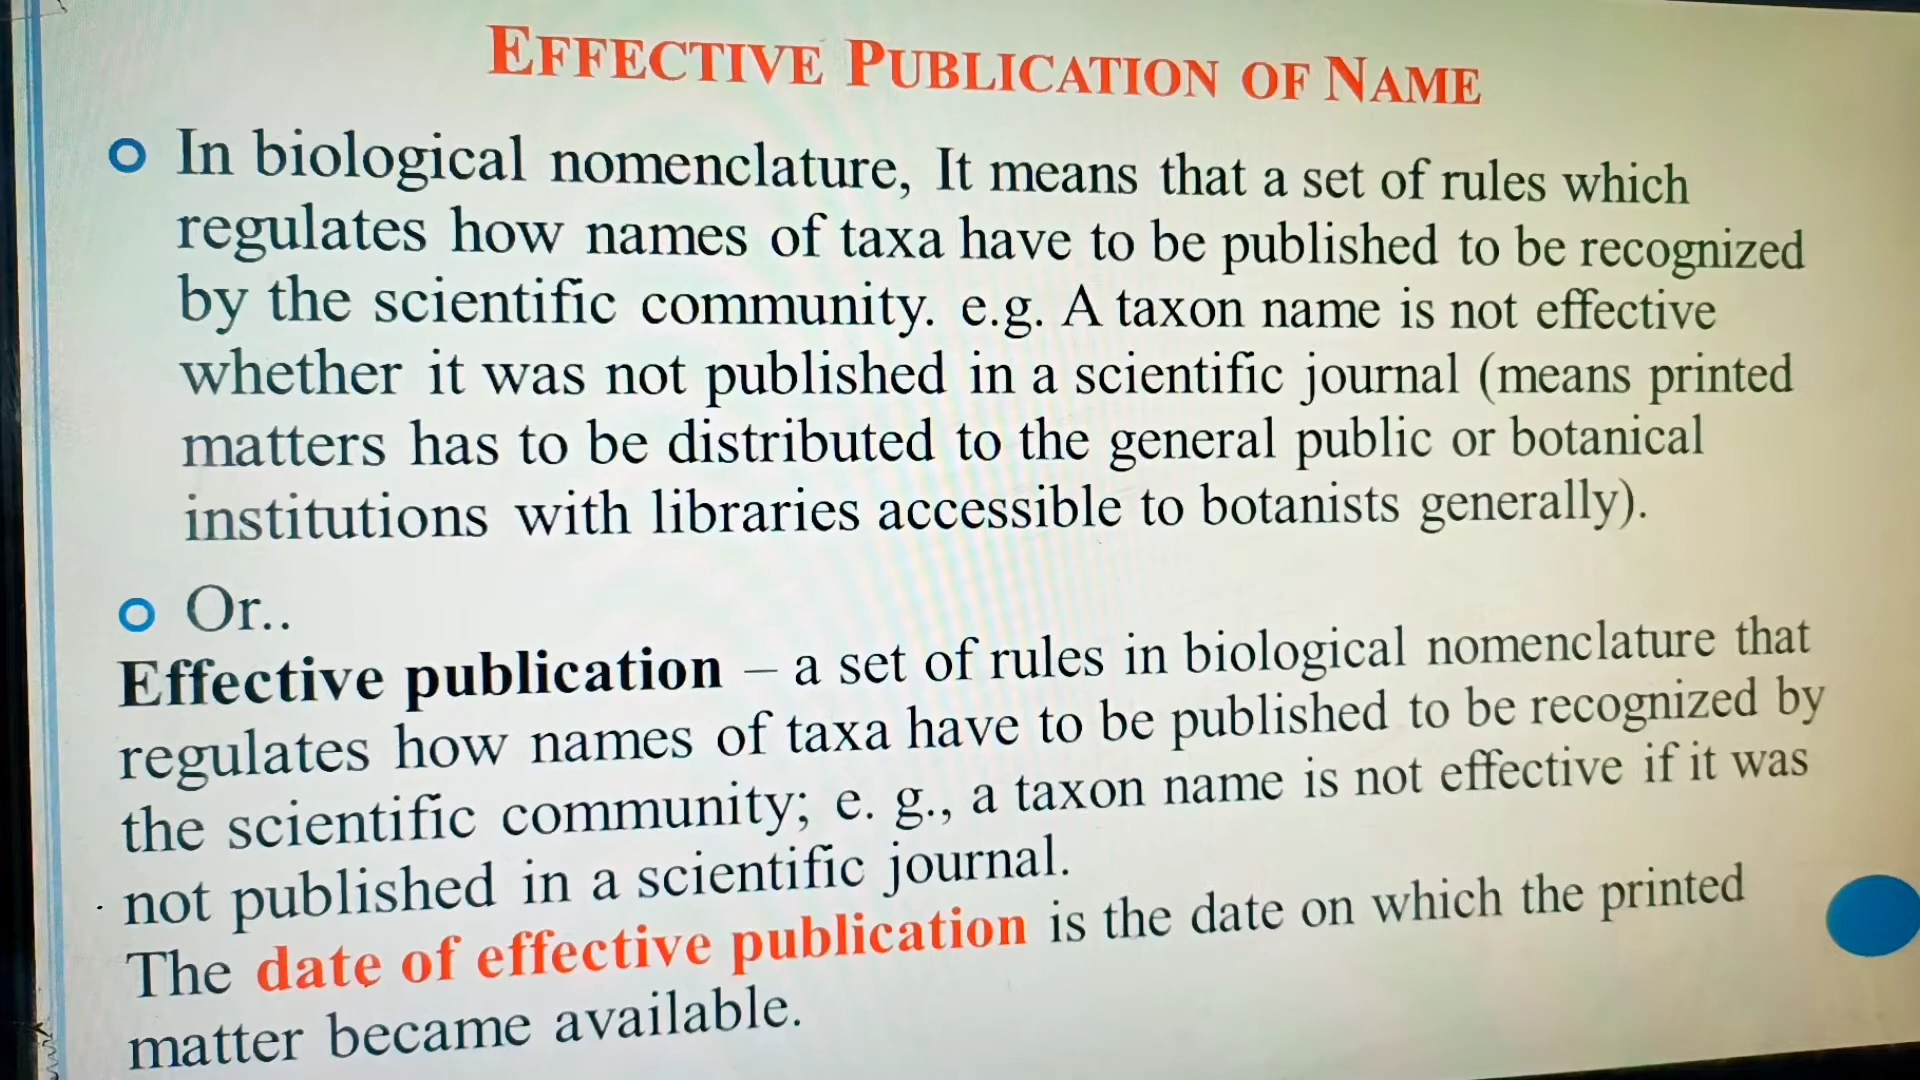 EFFECTIVE PUBLICATION OF NAME
In biological nomenclature, It means that a set of rules which
regulates how names of taxa have to be published to be recognized
by the scientific community. e.g. A taxon name is not effective
whether it was not published in a scientific journal (means printed
matters has to be distributed to the general public or botanical
institutions with libraries accessible to botanists generally).
Or..
Effective publication – a set of rules in biological nomenclature that
regulates how names of taxa have to be published to be recognized by
the scientific community; e. g., a taxon name is not effective if it was
not published in a scientific journal.
The date of effective publication is the date on which the printed
matter became available.